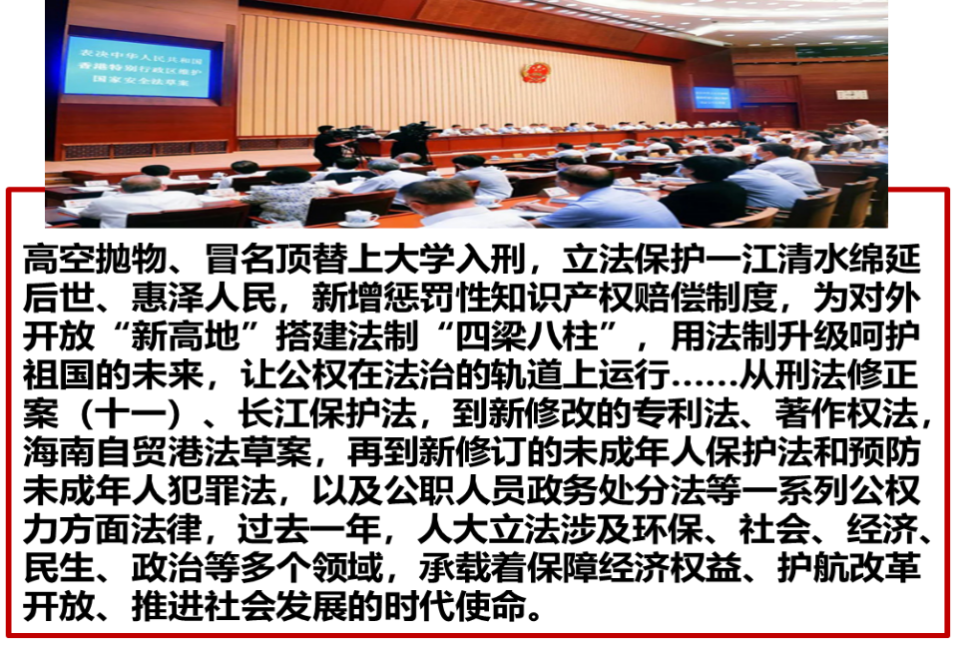 表决中华人民共和国
香港特别行政区维护
国家安全法草案
高空抛物、冒名顶替上大学入刑，立法保护一江清水绵延
后世、惠泽人民，新增惩罚性知识产权赔偿制度，为对外
开放“新高地”搭建法制“四梁八柱”，用法制升级呵护
祖国的未来，让公权在法治的轨道上运行……从刑法修正
案（十一）、长江保护法，到新修改的专利法、著作权法，
海南自贸港法草案，再到新修订的未成年人保护法和预防
未成年人犯罪法，以及公职人员政务处分法等一系列公权
力方面法律，过去一年，人大立法涉及环保、社会、经济、
民生、政治等多个领域，承载着保障经济权益、护航改革
开放、推进社会发展的时代使命。